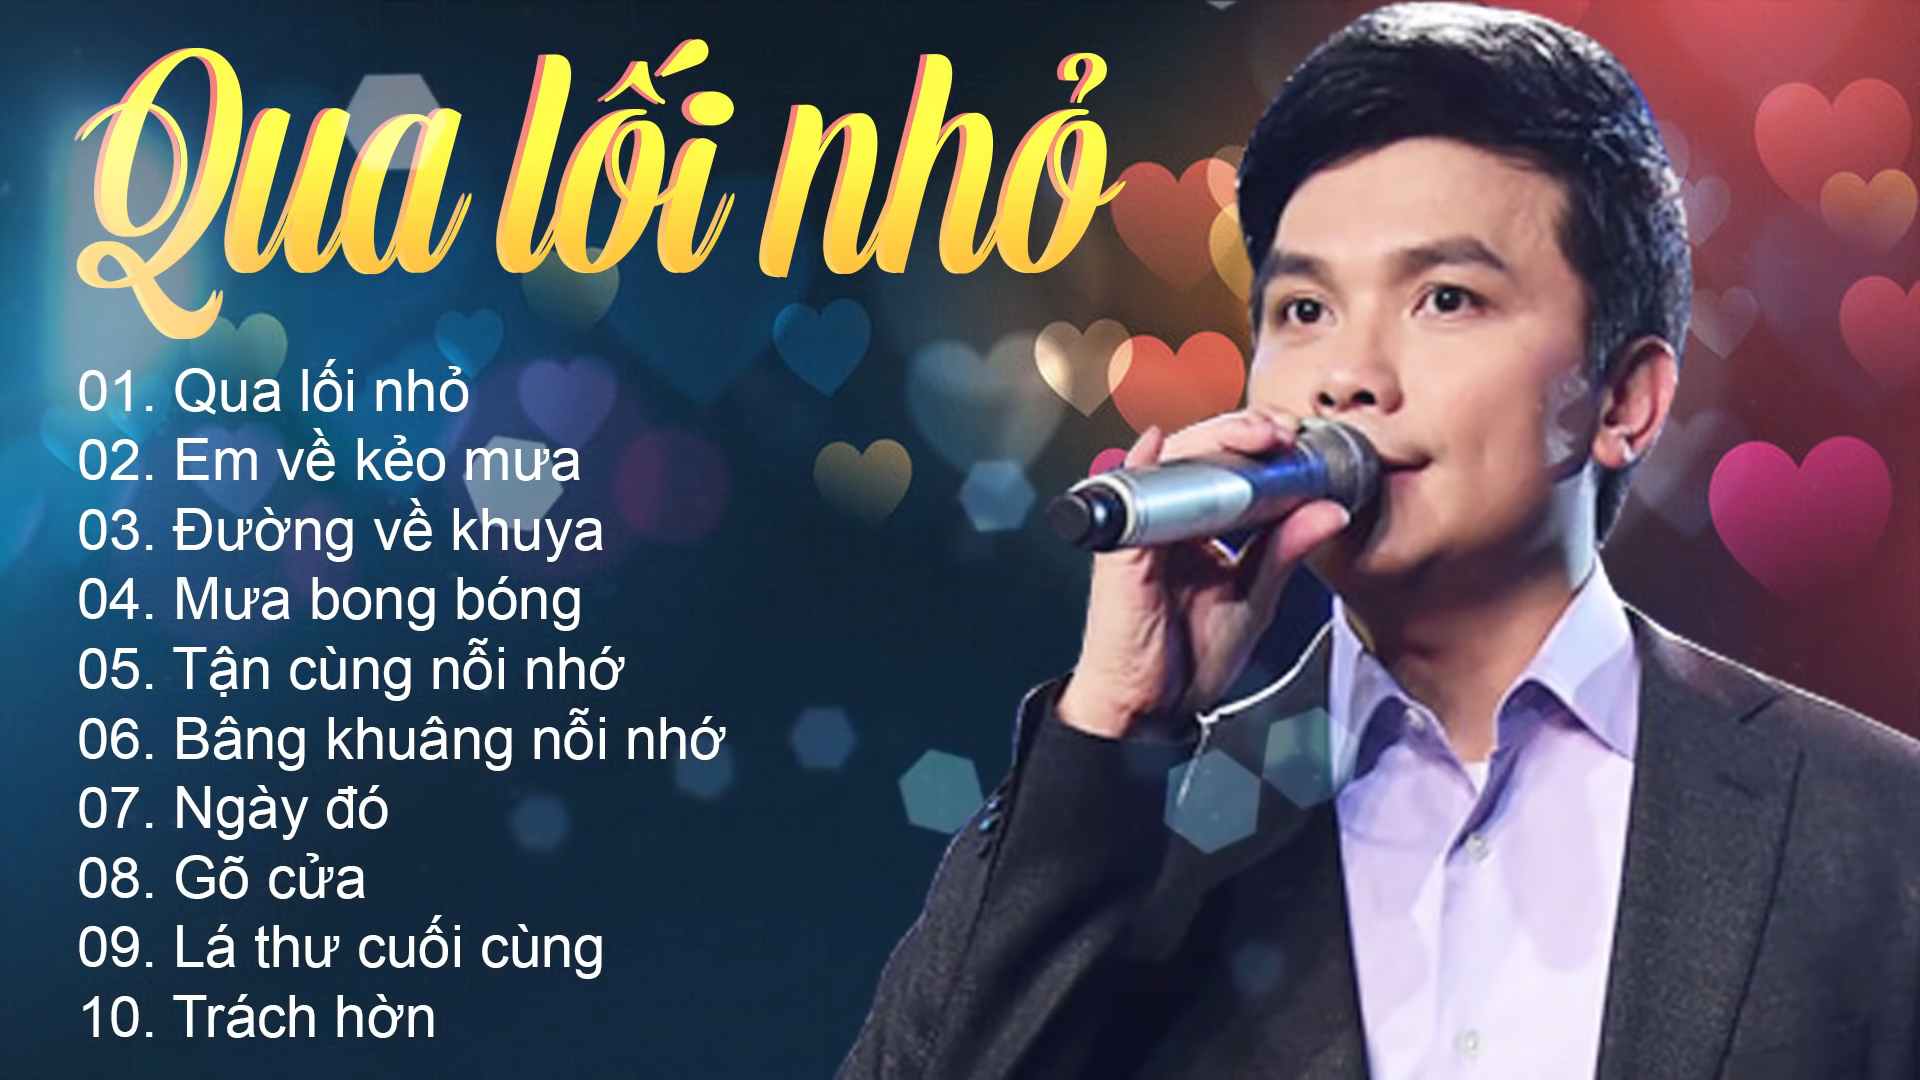 Qua lối nhỏ
01. Qua lối nhỏ
02. Em về kẻo mưa
03. Đường về khuya
04. Mưa bong bóng
05. Tận cùng nỗi nhớ
06. Bâng khuâng nỗi nhớ
07. Ngày đó
08. Gõ cửa
09. Lá thư cuối cùng
10. Trách hờn